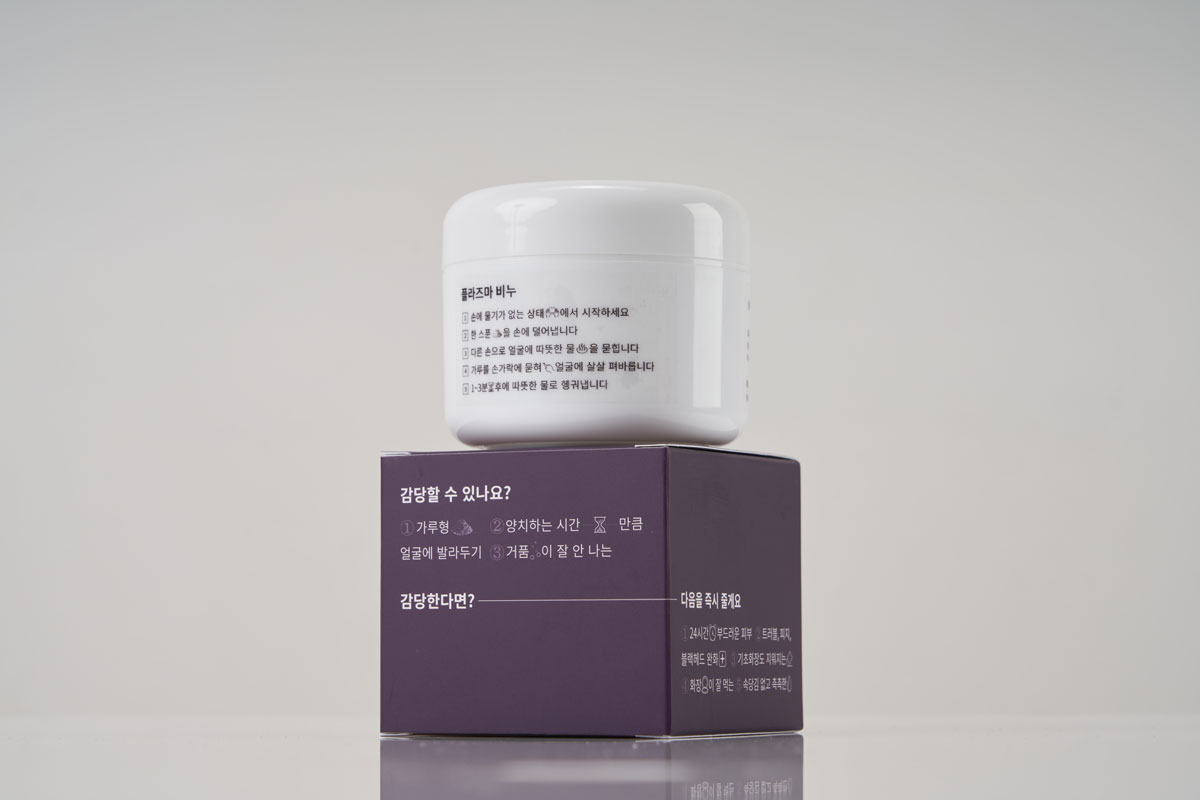 플라즈마 비누
1 손에 물기가 없는 상태에서 시작하세요
2 한 스푼을 손에 덜어냅니다
3 다른 손으로 얼굴에 따뜻한 물을 묻힙니다
4 가루를 손가락에 묻혀 얼굴에 살살 펴바릅니다
5 1-3분후에 따뜻한 물로 헹궈냅니다
감당할 수 있나요?
① 가루형 ② 양치하는 시간 만큼
얼굴에 발라두기 ③ 거품이 잘 안 나는
감당한다면?
다음을 즉시 줄게요
1 24시간 부드러운 피부 2 트러블,피지,
블랙헤드 완화 3 기초화장도 지워지는
4 화장이 잘 먹는 5 속당김 없고 촉촉한